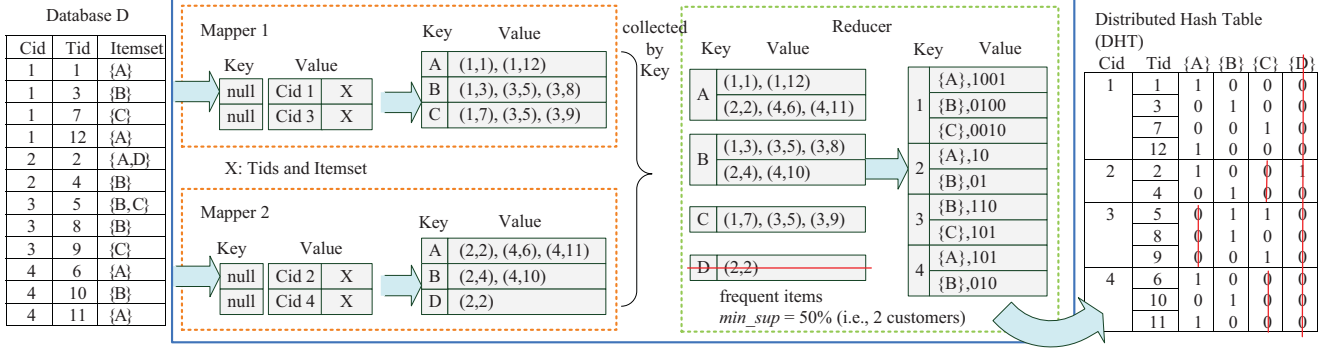 Database D
Cid Tid Itemset
1 1 {A}
1 3 {B}
1 7 {C}
1 12 {A}
2 2 {A,D}
2 4 {B}
3 5 {B,C}
3 8 {B}
3 9 {C}
4 6 {A}
4 10 {B}
4 11 {A}
Mapper 1
Key Value
null Cid 1 X
null Cid 3 X
Key Value
A (1,1), (1,12)
B (1,3), (3,5), (3,8)
C (1,7), (3,5), (3,9)
X: Tids and Itemset
Mapper 2
Key Value
null Cid 2 X
null Cid 4 X
Key Value
A (2,2), (4,6), (4,11)
B (2,4), (4,10)
D (2,2)
collected
by
Key
Reducer
Key Value
A (1,1), (1,12)
(2,2), (4,6), (4,11)
B (1,3), (3,5), (3,8)
(2,4), (4,10)
C (1,7), (3,5), (3,9)
D (2,2)
frequent items
min_sup = 50% (i.e., 2 customers)
Key Value
1 {A},1001
{B},0100
{C},0010
2 {A},10
{B},01
3 {B},110
{C},101
4 {A},101
{B},010
Distributed Hash Table
(DHT)
Cid Tid {A} {B} {C} {D}
1 1 1 0 0 0
3 0 1 0 0
7 0 0 1 0
12 1 0 0 0
2 2 1 0 0 1
4 0 1 0 0
3 5 0 1 1 0
8 0 1 0 0
9 0 0 1 0
4 6 1 0 0 0
10 0 1 0 0
11 1 0 0 0